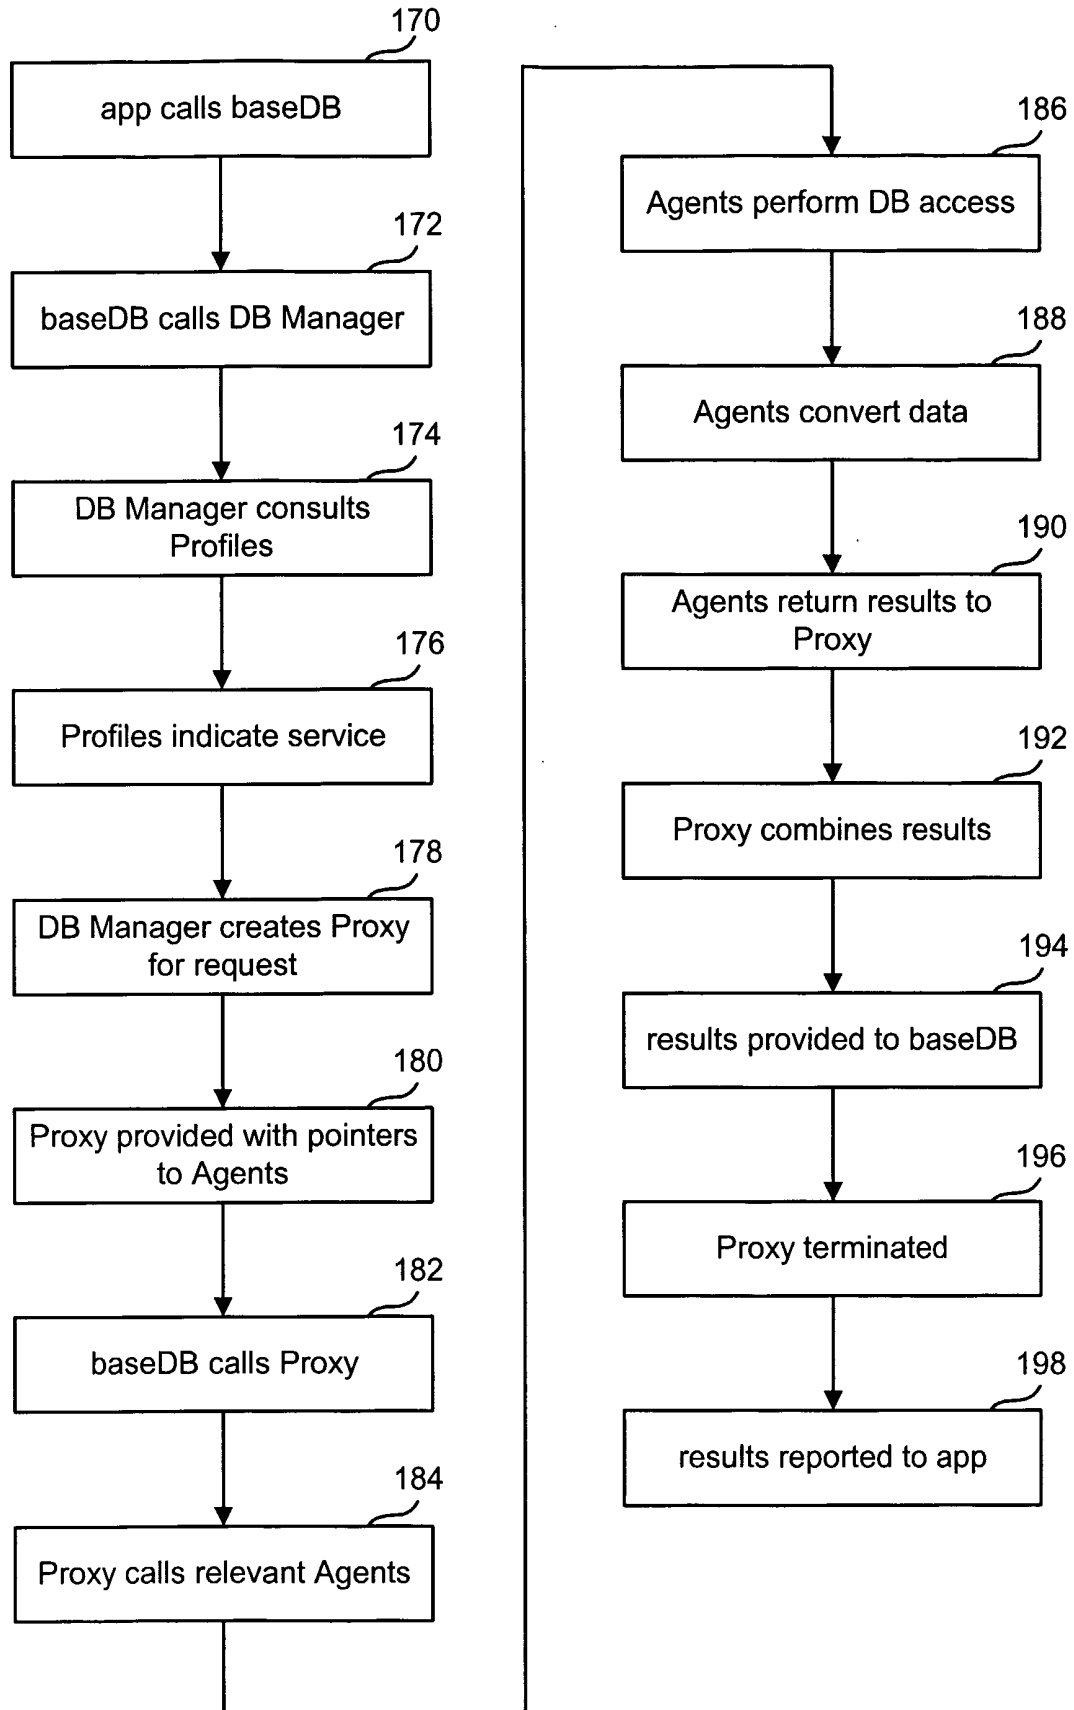 170
app calls baseDB
172
baseDB calls DB Manager
174
DB Manager consults
Profiles
176
Profiles indicate service
178
DB Manager creates Proxy
for request
180
Proxy provided with pointers
to Agents
182
baseDB calls Proxy
184
Proxy calls relevant Agents
186
Agents perform DB access
188
Agents convert data
190
Agents return results to
Proxy
192
Proxy combines results
194
results provided to baseDB
196
Proxy terminated
198
results reported to app